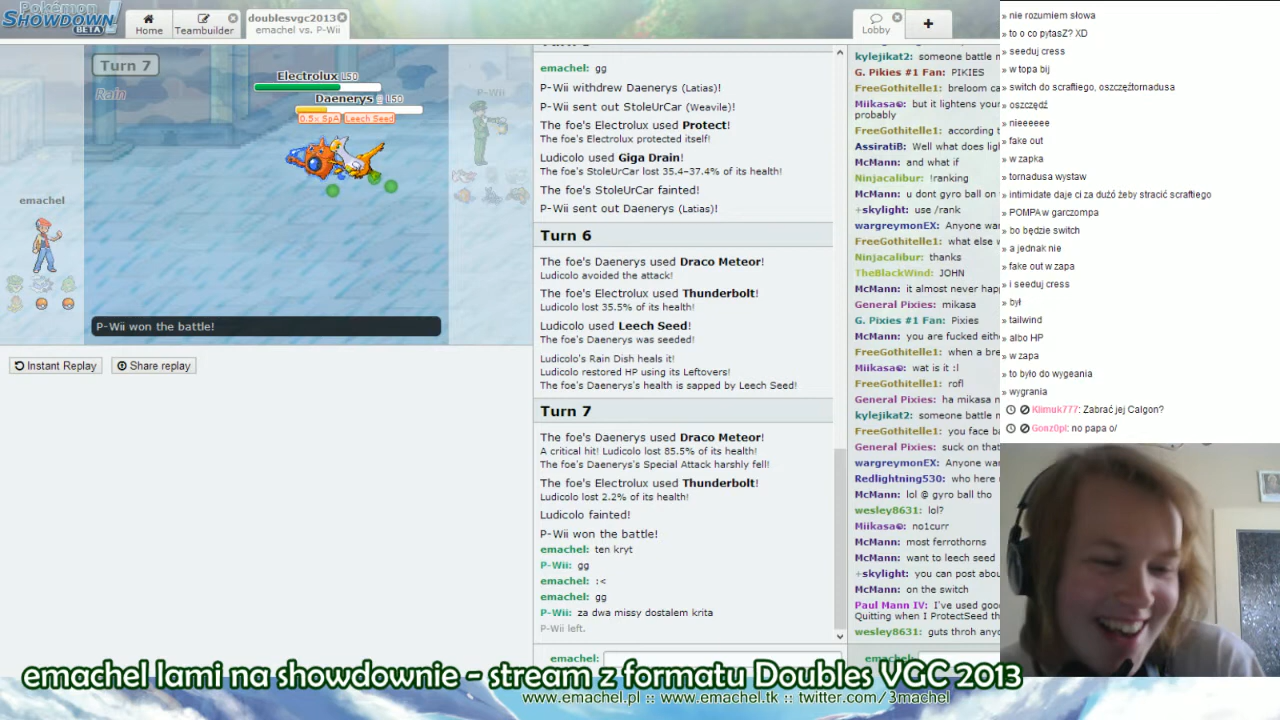 Pokémon
SHOWDOWN!
BETA
Home
Teambuilder
doublesvgc2013
emachel vs. P-Wii
Lobby
Turn 7
Rain
Electrolux L50
Daenerys L50
0.5x SpA Leech Seed
P-Wii
emachel
P-Wii won the battle!
Instant Replay
Share replay
emachel: gg
P-Wii withdrew Daenerys (Latias)!
P-Wii sent out StoleUrCar (Weavile)!
The foe's Electrolux used Protect!
The foe's Electrolux protected itself!
Ludicolo used Giga Drain!
The foe's StoleUrCar lost 35.4–37.4% of its health!
The foe's StoleUrCar fainted!
P-Wii sent out Daenerys (Latias)!
Turn 6
The foe's Daenerys used Draco Meteor!
Ludicolo avoided the attack!
The foe's Electrolux used Thunderbolt!
Ludicolo lost 35.5% of its health!
Ludicolo used Leech Seed!
The foe's Daenerys was seeded!
Ludicolo's Rain Dish heals it!
Ludicolo restored HP using its Leftovers!
The foe's Daenerys's health is sapped by Leech Seed!
Turn 7
The foe's Daenerys used Draco Meteor!
A critical hit! Ludicolo lost 85.5% of its health!
The foe's Daenerys's Special Attack harshly fell!
The foe's Electrolux used Thunderbolt!
Ludicolo lost 2.2% of its health!
Ludicolo fainted!
P-Wii won the battle!
emachel: ten kryt
P-Wii: gg
emachel: :<
emachel: gg
P-Wii: za dwa missy dostalem krita
P-Wii left.
emachel:
kylejikat2: someone battle m
G. Pikies #1 Fan: PIKIES
FreeGothitelle1: breloom ca
Miikasa: but it lightens your
probably
FreeGothitelle1: according t
AssiratiB: Well what does ligh
McMann: and what if
Ninjacalibur: !ranking
McMann: u dont gyro ball on
+skylight: use /rank
wargreymonEX: Anyone wa
FreeGothitelle1: what else w
Ninjacalibur: thanks
TheBlackWind: JOHN
McMann: it almost never hap
General Pixies: mikasa
G. Pixies #1 Fan: Pixies
McMann: you are fucked eith
FreeGothitelle1: when a bre
Miikasa: wat is it :l
FreeGothitelle1: rofl
General Pixies: ha mikasa n
kylejikat2: someone battle m
FreeGothitelle1: you face ba
General Pixies: suck on that
wargreymonEX: Anyone wa
Redlightning530: who here
McMann: lol @ gyro ball tho
wesley8631: lol?
Miikasa: no1curr
McMann: most ferrothorns
McMann: want to leech seed
+skylight: you can post abou
McMann: on the switch
Paul Mann IV: I've used good
Quitting when I ProtectSeed th
wesley8631: guts throh anyo
emachel:
» nie rozumiem słowa
» to o co pytasZ? XD
» seeduj cress
» w topa bij
» switch do scraftiego, oszczęźtornadusa
» oszczędź
» nieeeeee
» fake out
» w zapka
» tornadusa wystaw
» intimidate daje ci za dużó żeby stracić scraftiego
» POMPA w garczompa
» bo będzie switch
» a jednak nie
» fake out w zapa
» i seeduj cress
» był
» tailwind
» albo HP
» w zapa
» to było do wygeania
» wygrania
Klimuk777: Zabrać jej Calgon?
Gonz0pl: no papa o/
emachel lami na showdownie - stream z formatu Doubles VGC 2013
www.emachel.pl :: www.emachel.tk :: twitter.com/3machel